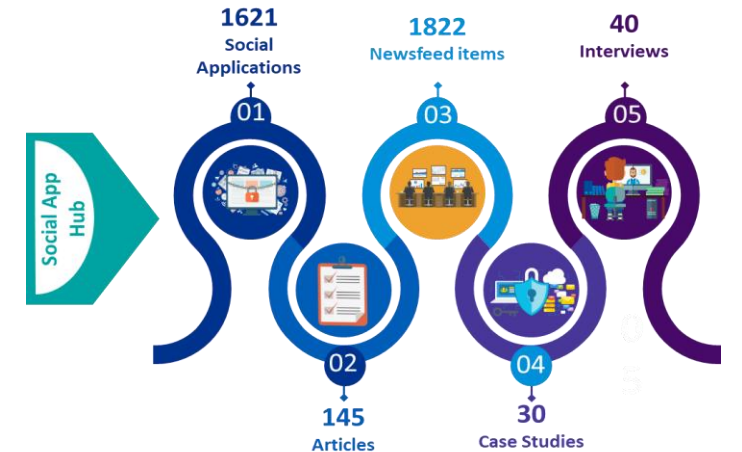 Social App
Hub
1621
Social
Applications
01
02
145
Articles
1822
Newsfeed items
03
04
30
Case Studies
40
Interviews
05